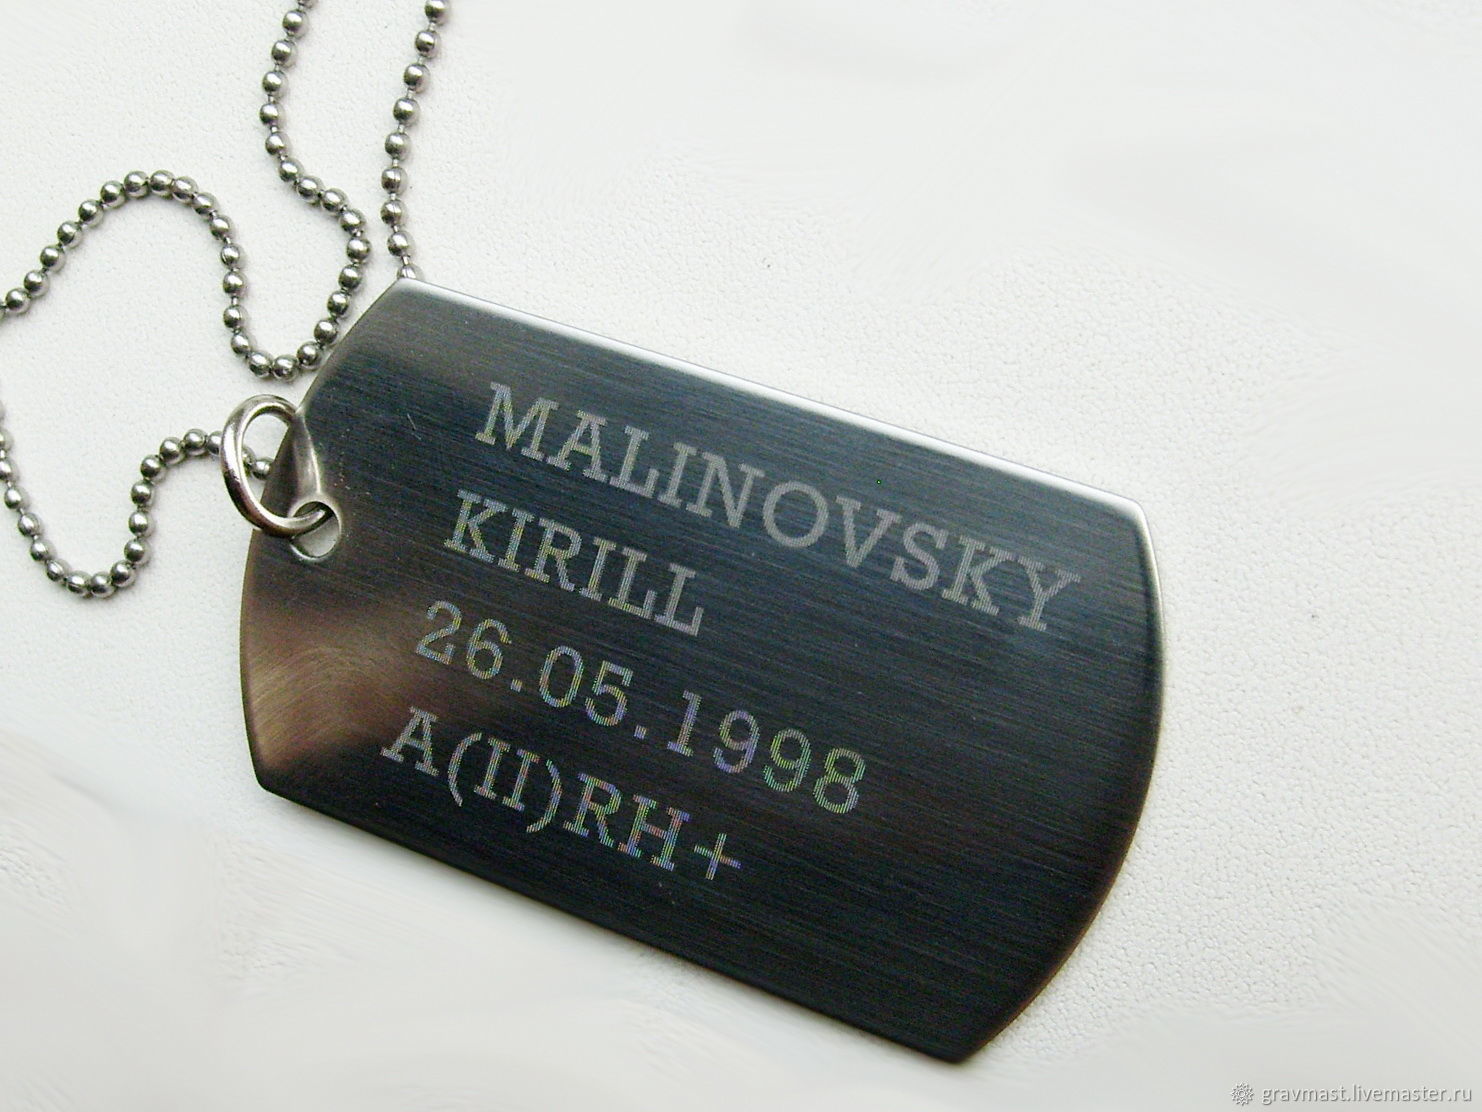 MALINOVSKY
KIRILL
26.05.1998
A(II)RH+
gravmast.livemaster.ru